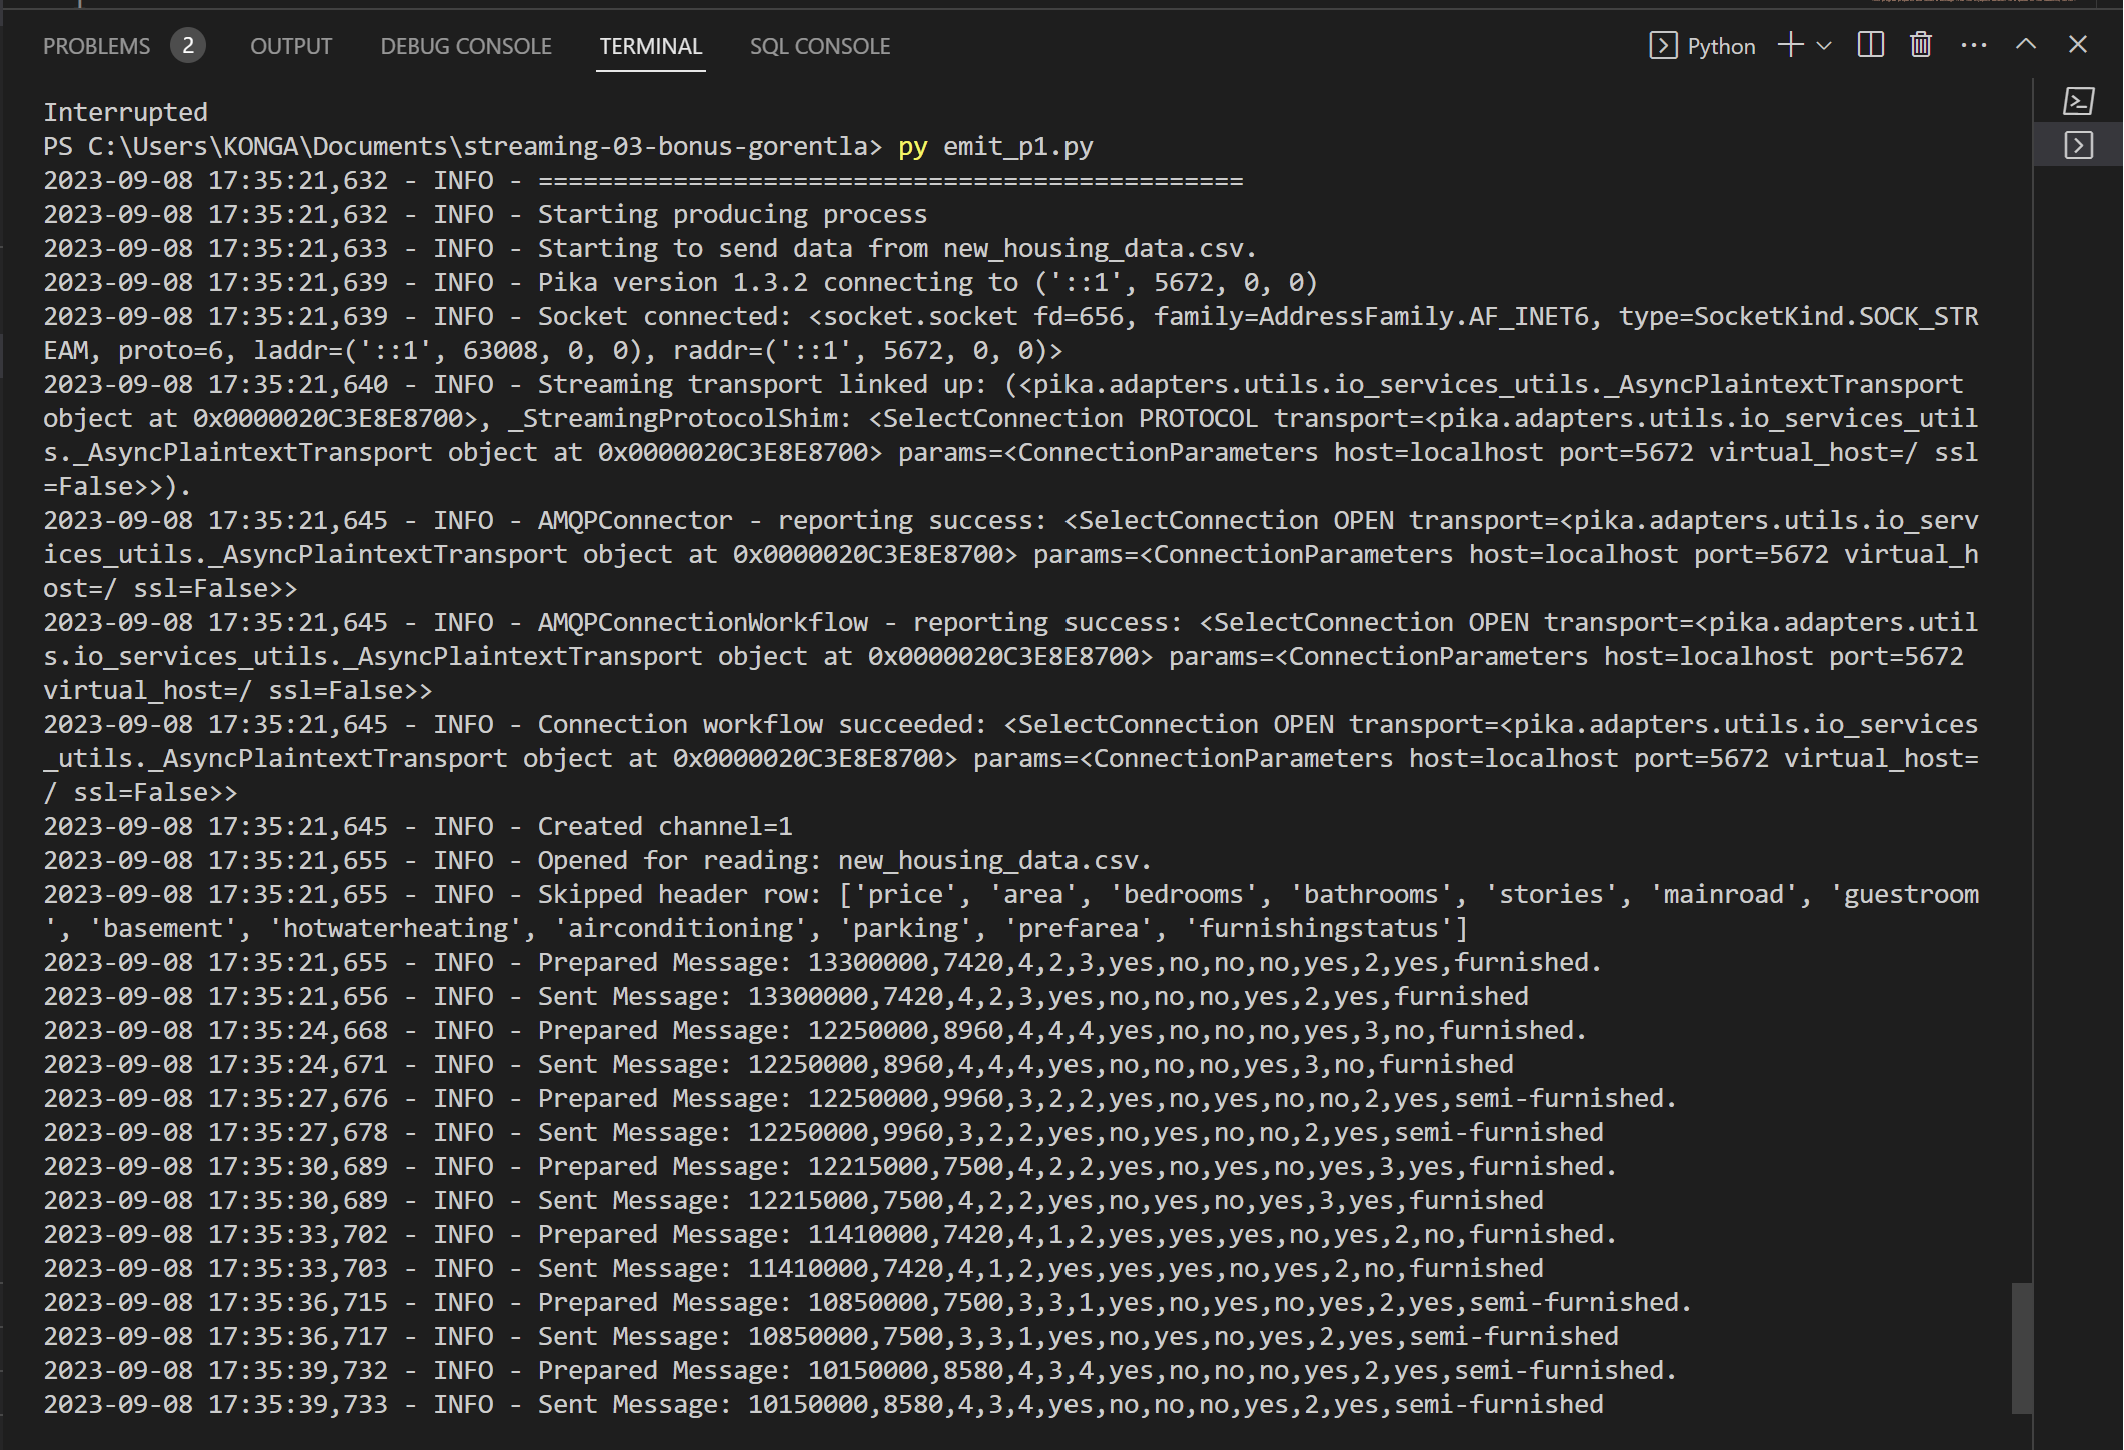 PROBLEMS 2 OUTPUT DEBUG CONSOLE TERMINAL SQL CONSOLE Python
Interrupted
PS C:\Users\KONGA\Documents\streaming-03-bonus-gorentla> py emit_p1.py
2023-09-08 17:35:21,632 - INFO - ===============================================
2023-09-08 17:35:21,632 - INFO - Starting producing process
2023-09-08 17:35:21,633 - INFO - Starting to send data from new_housing_data.csv.
2023-09-08 17:35:21,639 - INFO - Pika version 1.3.2 connecting to ('::1', 5672, 0, 0)
2023-09-08 17:35:21,639 - INFO - Socket connected: <socket.socket fd=656, family=AddressFamily.AF_INET6, type=SocketKind.SOCK_STR
EAM, proto=6, laddr=('::1', 63008, 0, 0), raddr=('::1', 5672, 0, 0)>
2023-09-08 17:35:21,640 - INFO - Streaming transport linked up: (<pika.adapters.utils.io_services_utils._AsyncPlaintextTransport
object at 0x0000020C3E8E8700>, _StreamingProtocolShim: <SelectConnection PROTOCOL transport=<pika.adapters.utils.io_services_util
s._AsyncPlaintextTransport object at 0x0000020C3E8E8700> params=<ConnectionParameters host=localhost port=5672 virtual_host=/ ssl
=False>>).
2023-09-08 17:35:21,645 - INFO - AMQPConnector - reporting success: <SelectConnection OPEN transport=<pika.adapters.utils.io_serv
ices_utils._AsyncPlaintextTransport object at 0x0000020C3E8E8700> params=<ConnectionParameters host=localhost port=5672 virtual_h
ost=/ ssl=False>>
2023-09-08 17:35:21,645 - INFO - AMQPConnectionWorkflow - reporting success: <SelectConnection OPEN transport=<pika.adapters.util
s.io_services_utils._AsyncPlaintextTransport object at 0x0000020C3E8E8700> params=<ConnectionParameters host=localhost port=5672
virtual_host=/ ssl=False>>
2023-09-08 17:35:21,645 - INFO - Connection workflow succeeded: <SelectConnection OPEN transport=<pika.adapters.utils.io_services
_utils._AsyncPlaintextTransport object at 0x0000020C3E8E8700> params=<ConnectionParameters host=localhost port=5672 virtual_host=
/ ssl=False>>
2023-09-08 17:35:21,645 - INFO - Created channel=1
2023-09-08 17:35:21,655 - INFO - Opened for reading: new_housing_data.csv.
2023-09-08 17:35:21,655 - INFO - Skipped header row: ['price', 'area', 'bedrooms', 'bathrooms', 'stories', 'mainroad', 'guestroom
', 'basement', 'hotwaterheating', 'airconditioning', 'parking', 'prefarea', 'furnishingstatus']
2023-09-08 17:35:21,655 - INFO - Prepared Message: 13300000,7420,4,2,3,yes,no,no,no,yes,2,yes,furnished.
2023-09-08 17:35:21,656 - INFO - Sent Message: 13300000,7420,4,2,3,yes,no,no,no,yes,2,yes,furnished
2023-09-08 17:35:24,668 - INFO - Prepared Message: 12250000,8960,4,4,4,yes,no,no,no,yes,3,no,furnished.
2023-09-08 17:35:24,671 - INFO - Sent Message: 12250000,8960,4,4,4,yes,no,no,no,yes,3,no,furnished
2023-09-08 17:35:27,676 - INFO - Prepared Message: 12250000,9960,3,2,2,yes,no,yes,no,no,2,yes,semi-furnished.
2023-09-08 17:35:27,678 - INFO - Sent Message: 12250000,9960,3,2,2,yes,no,yes,no,no,2,yes,semi-furnished
2023-09-08 17:35:30,689 - INFO - Prepared Message: 12215000,7500,4,2,2,yes,no,yes,no,yes,3,yes,furnished.
2023-09-08 17:35:30,689 - INFO - Sent Message: 12215000,7500,4,2,2,yes,no,yes,no,yes,3,yes,furnished
2023-09-08 17:35:33,702 - INFO - Prepared Message: 11410000,7420,4,1,2,yes,yes,yes,no,yes,2,no,furnished.
2023-09-08 17:35:33,703 - INFO - Sent Message: 11410000,7420,4,1,2,yes,yes,yes,no,yes,2,no,furnished
2023-09-08 17:35:36,715 - INFO - Prepared Message: 10850000,7500,3,3,1,yes,no,yes,no,yes,2,yes,semi-furnished.
2023-09-08 17:35:36,717 - INFO - Sent Message: 10850000,7500,3,3,1,yes,no,yes,no,yes,2,yes,semi-furnished
2023-09-08 17:35:39,732 - INFO - Prepared Message: 10150000,8580,4,3,4,yes,no,no,no,yes,2,yes,semi-furnished.
2023-09-08 17:35:39,733 - INFO - Sent Message: 10150000,8580,4,3,4,yes,no,no,no,yes,2,yes,semi-furnished